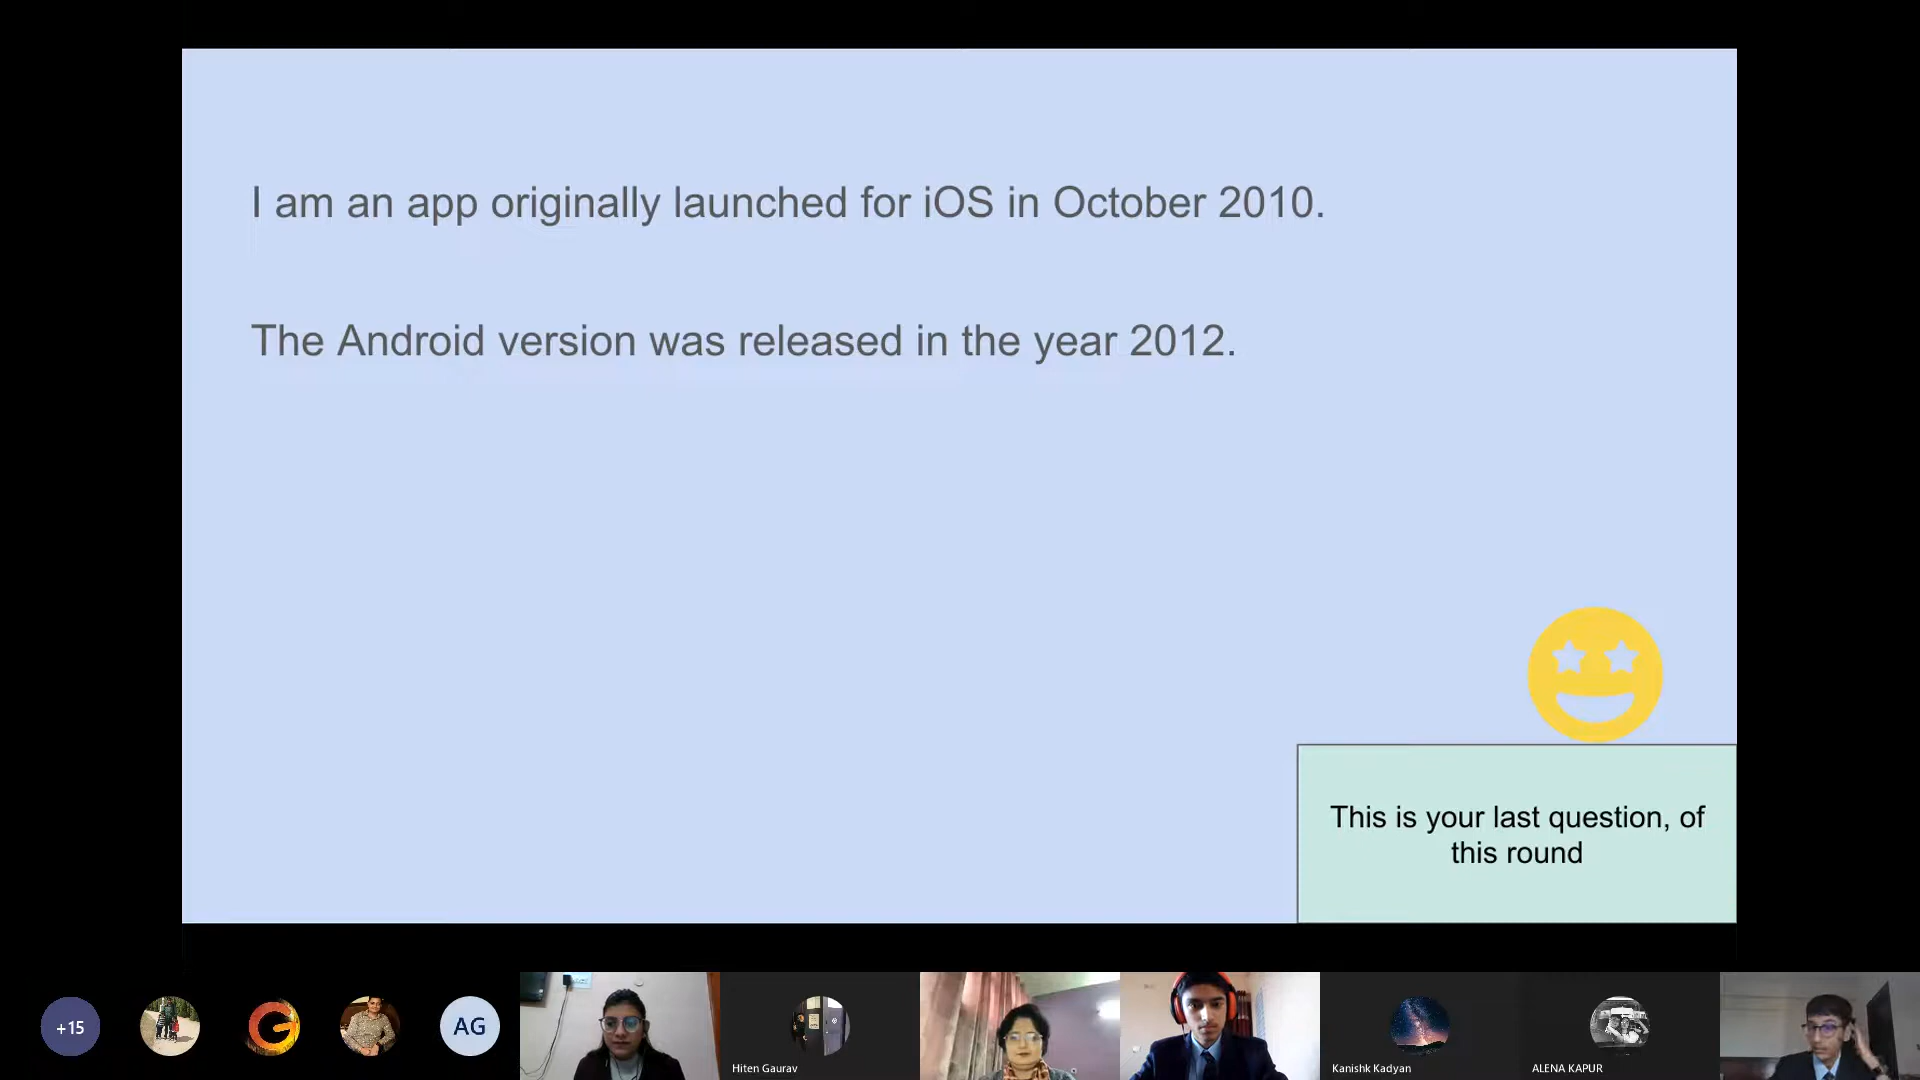 I am an app originally launched for iOS in October 2010.
The Android version was released in the year 2012.
This is your last question, of
this round
+15
AG
Hiten Gaurav
Kanishk Kadyan
ALENA KAPUR